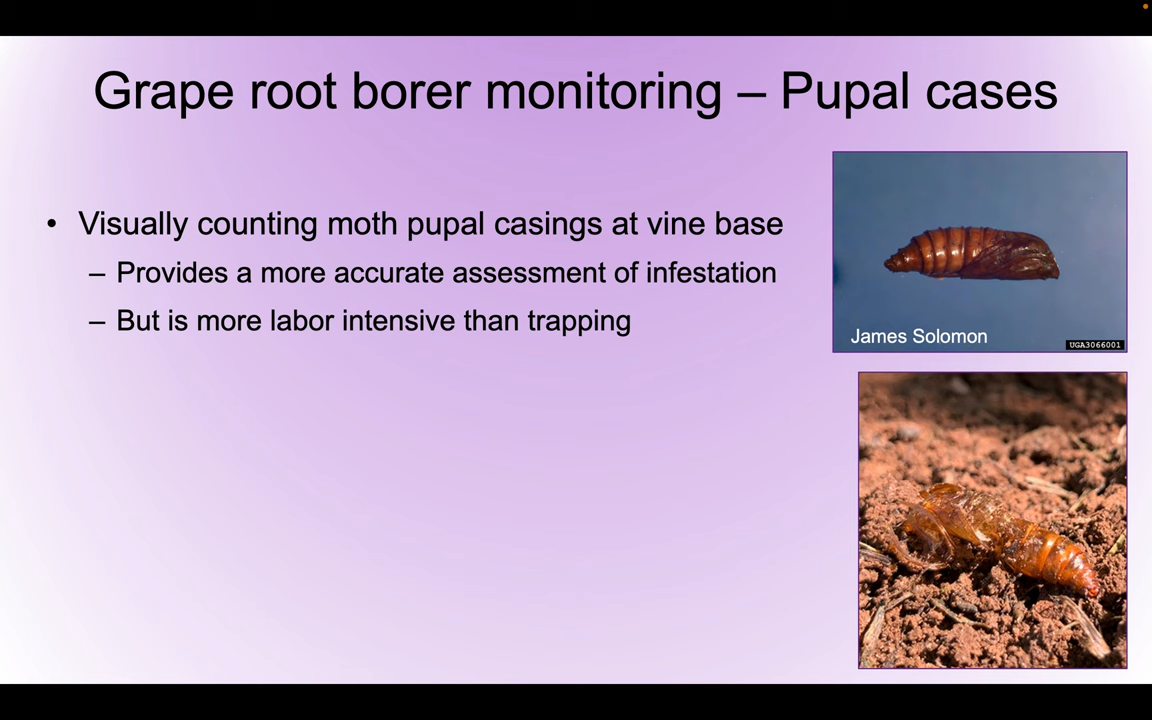 Grape root borer monitoring – Pupal cases
• Visually counting moth pupal casings at vine base
– Provides a more accurate assessment of infestation
– But is more labor intensive than trapping
James Solomon
UGA3066001